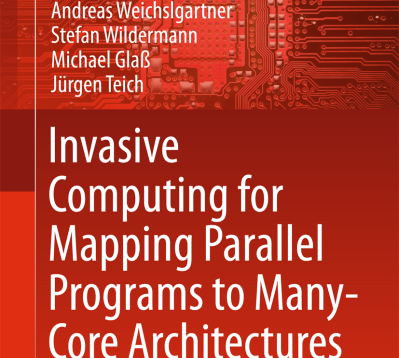 Andreas Weichslgartner
Stefan Wildermann
Michael Glaß
Jürgen Teich
Invasive
Computing for
Mapping Parallel
Programs to Many-
Core Architectures